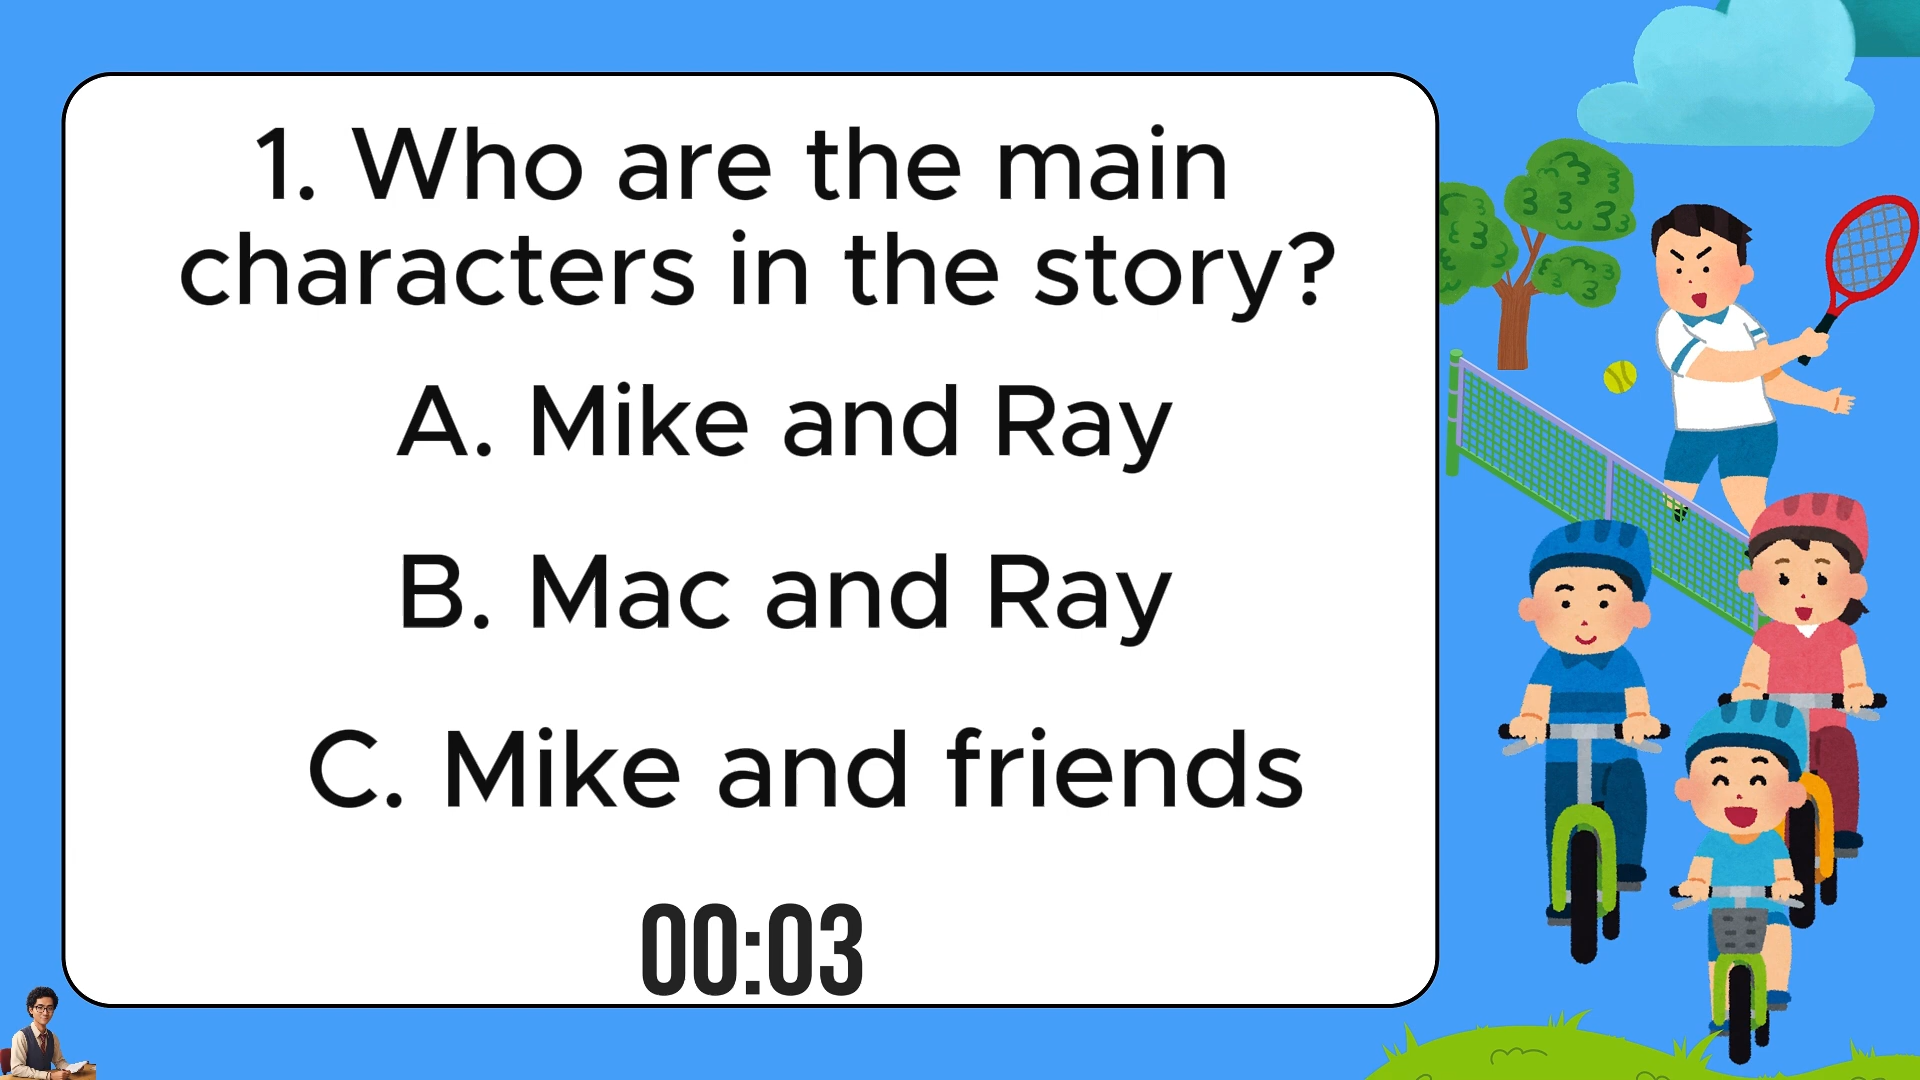 1. Who are the main
characters in the story?
A. Mike and Ray
B. Mac and Ray
C. Mike and friends
00:03